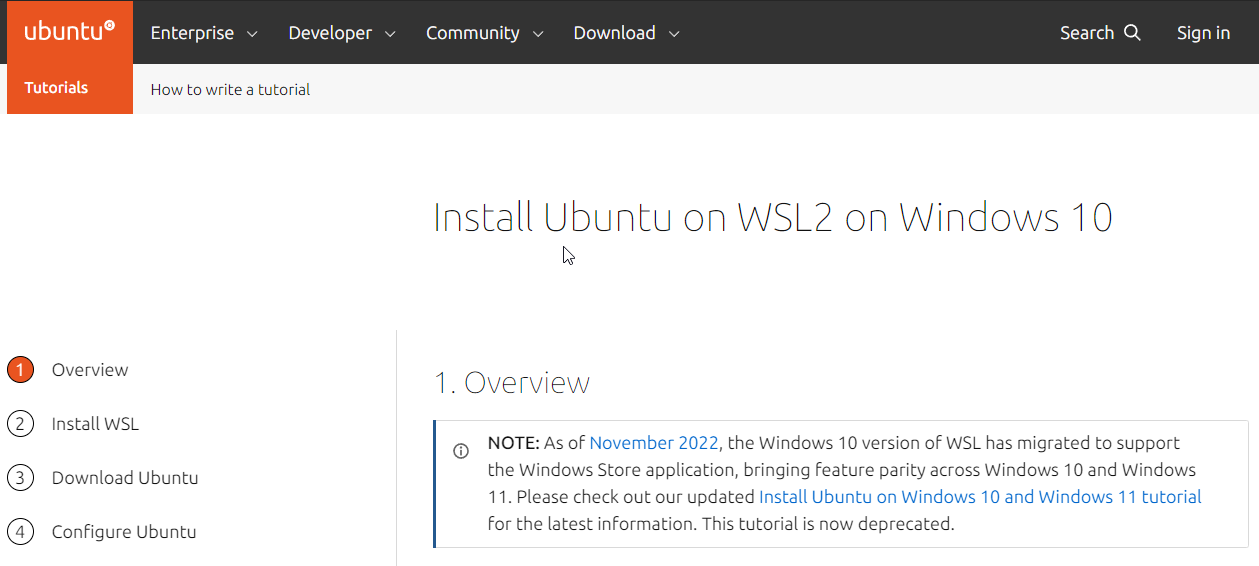 ubuntu
Enterprise
Developer
Community
Download
Search
Sign in
Tutorials
How to write a tutorial
Install Ubuntu on WSL2 on Windows 10
1 Overview
2 Install WSL
3 Download Ubuntu
4 Configure Ubuntu
1. Overview
NOTE: As of November 2022, the Windows 10 version of WSL has migrated to support
the Windows Store application, bringing feature parity across Windows 10 and Windows
11. Please check out our updated Install Ubuntu on Windows 10 and Windows 11 tutorial
for the latest information. This tutorial is now deprecated.